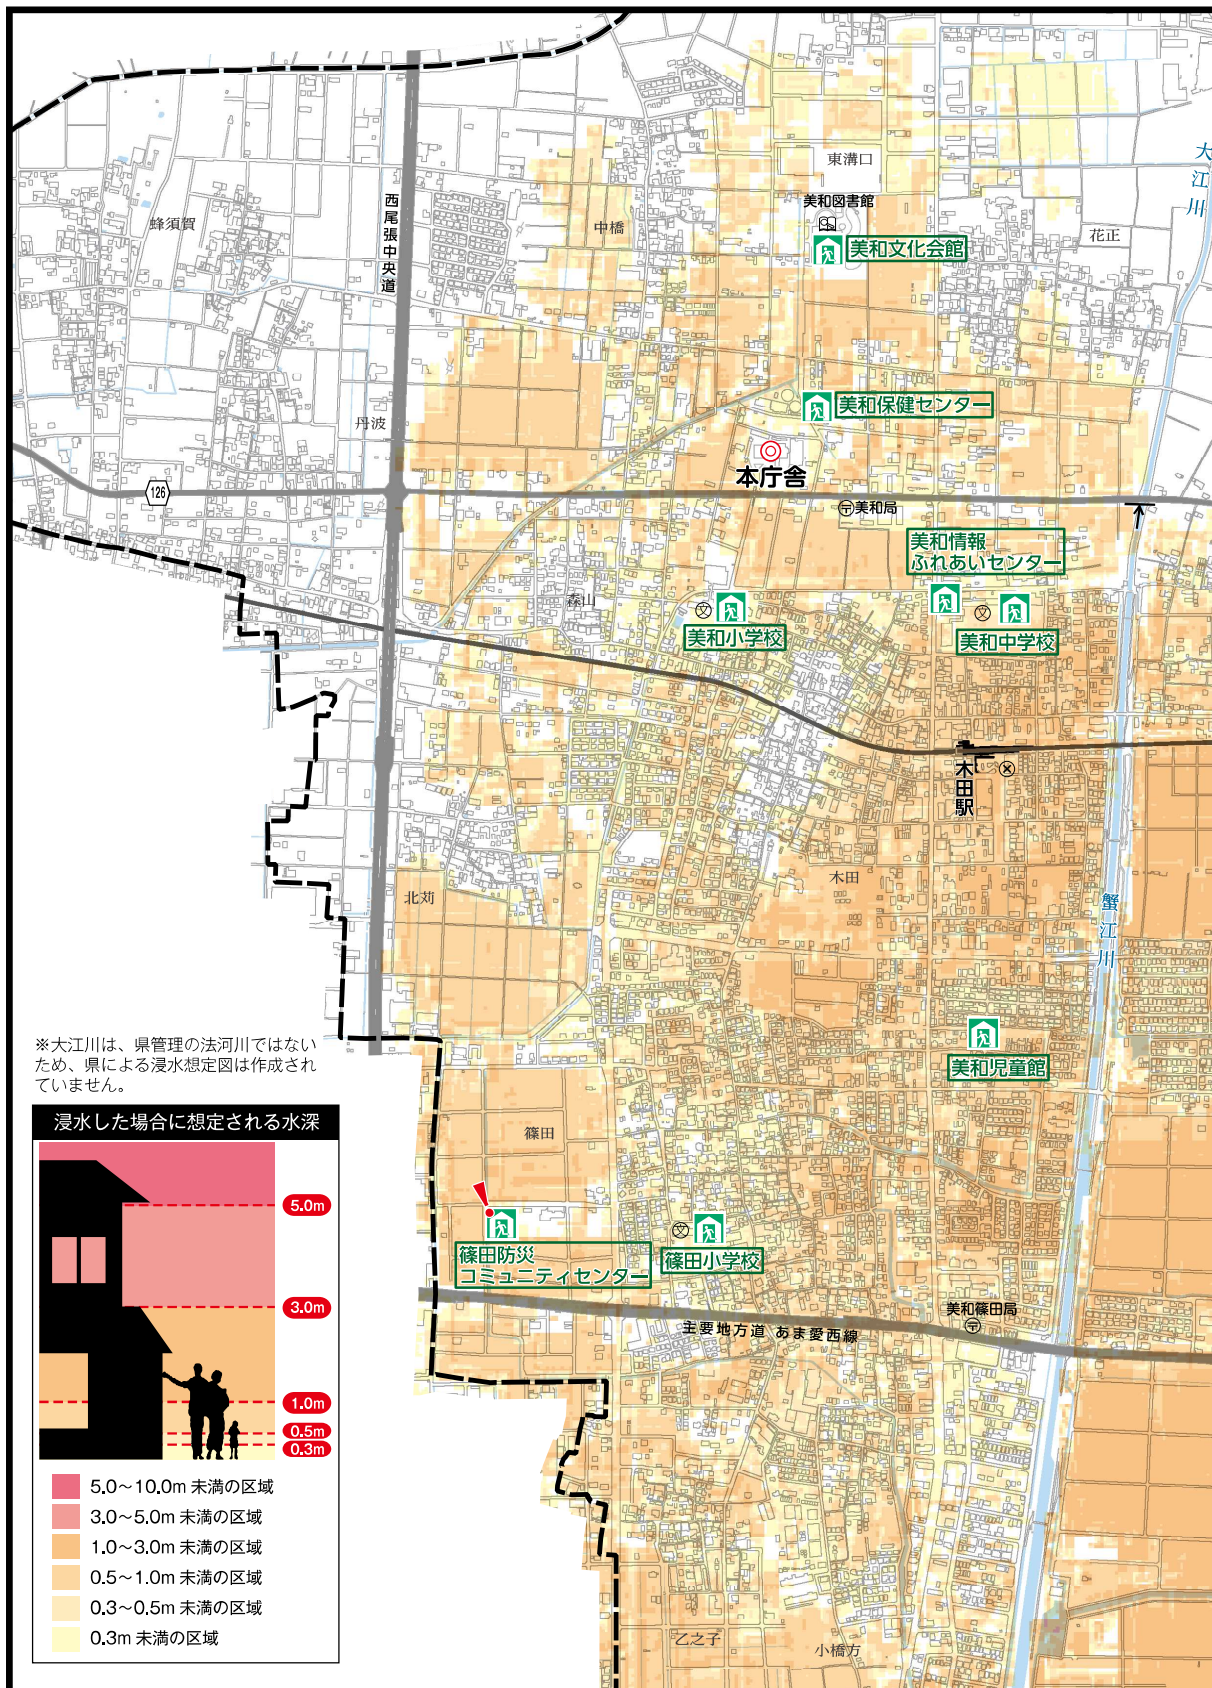 大江川
東溝口
美和図書館
蜂須賀
西尾張中央道
中橋
花正
美和文化会館
美和保健センター
丹波
本庁舎
126
美和局
美和情報
ふれあいセンター
森山
美和小学校
美和中学校
木田駅
木田
北苅
蟹江川
※大江川は、県管理の法河川ではない
ため、県による浸水想定図は作成され
ていません。
美和児童館
浸水した場合に想定される水深
篠田
5.0m
篠田防災
コミュニティセンター
篠田小学校
3.0m
美和篠田局
主要地方道 あま愛西線
1.0m
0.5m
0.3m
5.0～10.0m 未満の区域
3.0～5.0m 未満の区域
1.0～3.0m 未満の区域
0.5～1.0m 未満の区域
0.3～0.5m 未満の区域
0.3m 未満の区域
乙之子
小橋方